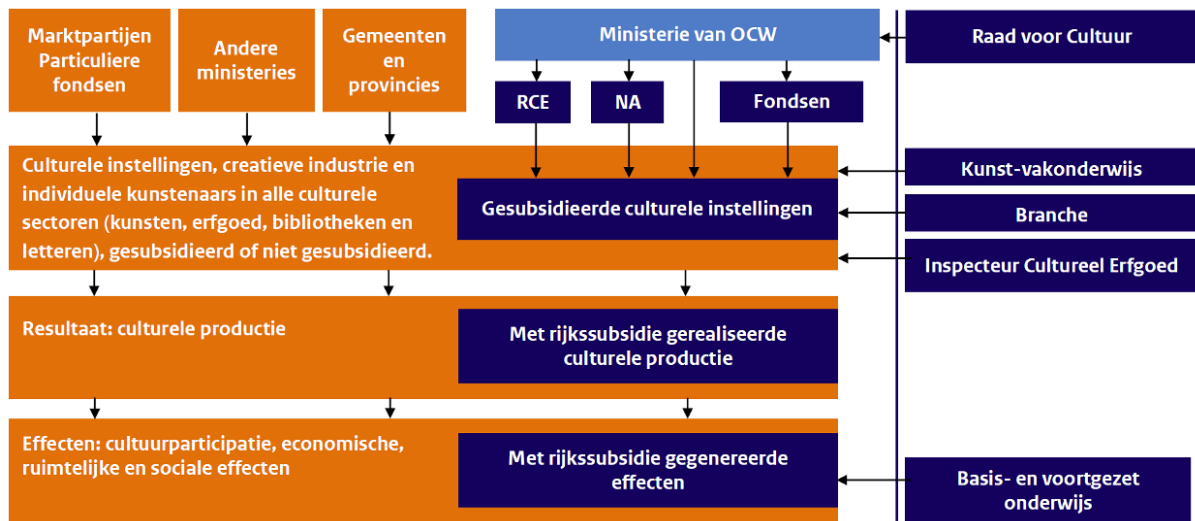 Marktpartijen
Particuliere
fondsen
Andere
ministeries
Gemeenten
en
provincies
Ministerie van OCW
Raad voor Cultuur
RCE
NA
Fondsen
Culturele instellingen, creatieve industrie en
individuele kunstenaars in alle culturele
sectoren (kunsten, erfgoed, bibliotheken en
letteren), gesubsidieerd of niet gesubsidieerd.
Gesubsidieerde culturele instellingen
Kunst-vakonderwijs
Branche
Inspecteur Cultureel Erfgoed
Resultaat: culturele productie
Met rijkssubsidie gerealiseerde
culturele productie
Effecten: cultuurparticipatie, economische,
ruimtelijke en sociale effecten
Met rijkssubsidie gegenereerde
effecten
Basis- en voortgezet
onderwijs